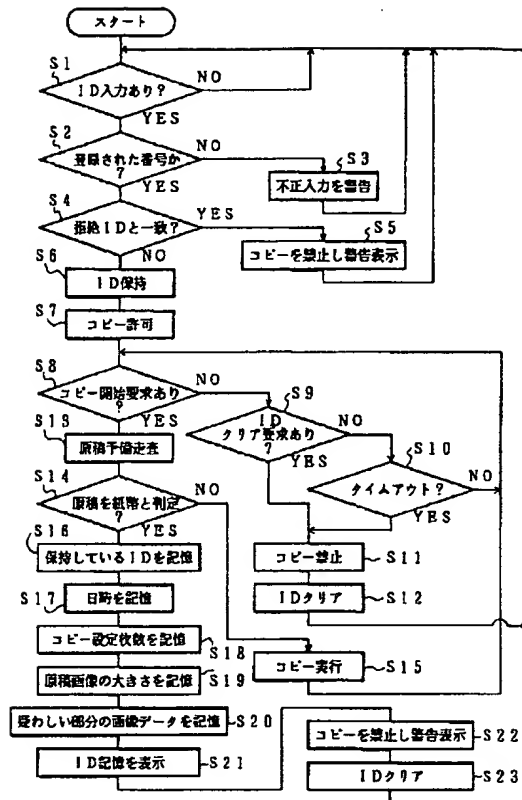 スタート
S1
ID入力あり?
NO
YES
S2
登録された番号か
?
NO
YES
S3
不正入力を警告
S4
拒絶IDと一致?
YES
NO
S5
コピーを禁止し警告表示
S6
ID保持
S7
コピー許可
S8
コピー開始要求あり
?
NO
YES
S9
ID
クリア要求あり
?
NO
YES
S10
タイムアウト?
NO
YES
S13
原稿予備走査
S14
原稿を紙幣と判定
?
NO
YES
S11
コピー禁止
S12
IDクリア
S16
保持しているIDを記憶
S17
日時を記憶
S18
コピー設定枚数を記憶
S15
コピー実行
S19
原稿画像の大きさを記憶
S20
疑わしい部分の画像データを記憶
S21
ID記憶を表示
S22
コピーを禁止し警告表示
S23
IDクリア